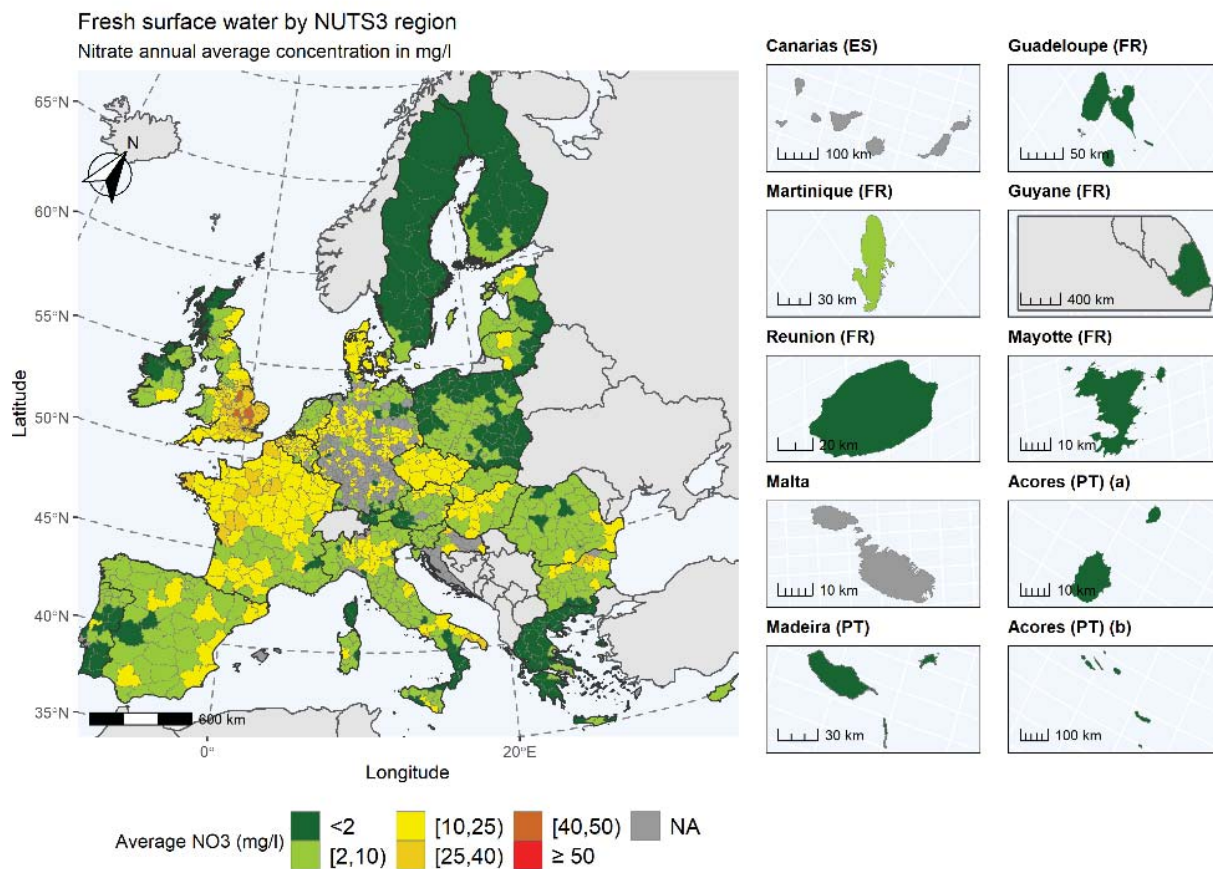 Fresh surface water by NUTS3 region
Nitrate annual average concentration in mg/l
65°N
60°N
55°N
50°N
45°N
40°N
35°N
Latitude
N
600 km
0°
20°E
Longitude
Canarias (ES)
100 km
Guadeloupe (FR)
50 km
Martinique (FR)
30 km
Guyane (FR)
400 km
Reunion (FR)
20 km
Mayotte (FR)
10 km
Malta
10 km
Acores (PT) (a)
10 km
Madeira (PT)
30 km
Acores (PT) (b)
100 km
Average NO3 (mg/l)
<2
[10,25)
[40,50)
NA
[2,10)
[25,40)
≥ 50